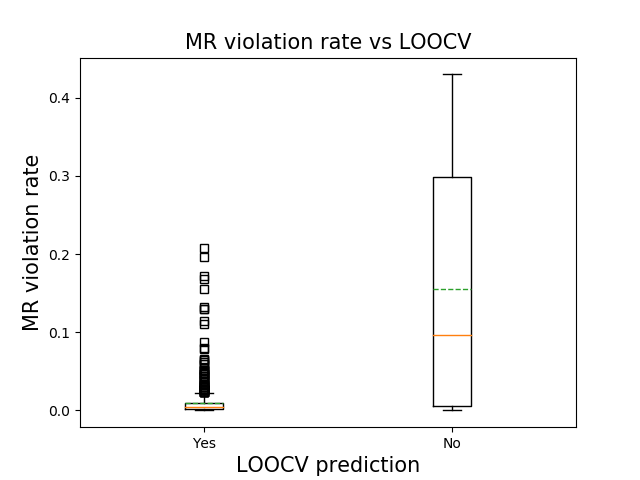 MR violation rate vs LOOCV
MR violation rate
0.4
0.3
0.2
0.1
0.0
Yes
No
LOOCV prediction